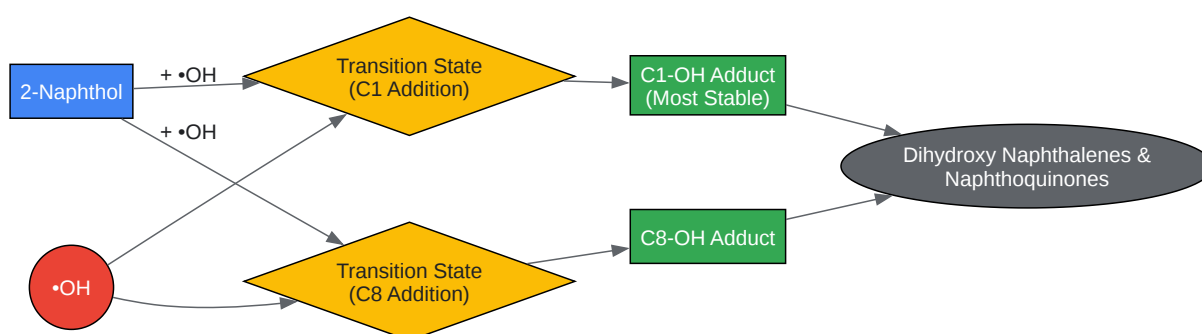 2-Naphthol
+ •OH
+ •OH
•OH
Transition State
(C1 Addition)
Transition State
(C8 Addition)
C1-OH Adduct
(Most Stable)
C8-OH Adduct
Dihydroxy Naphthalenes &
Naphthoquinones